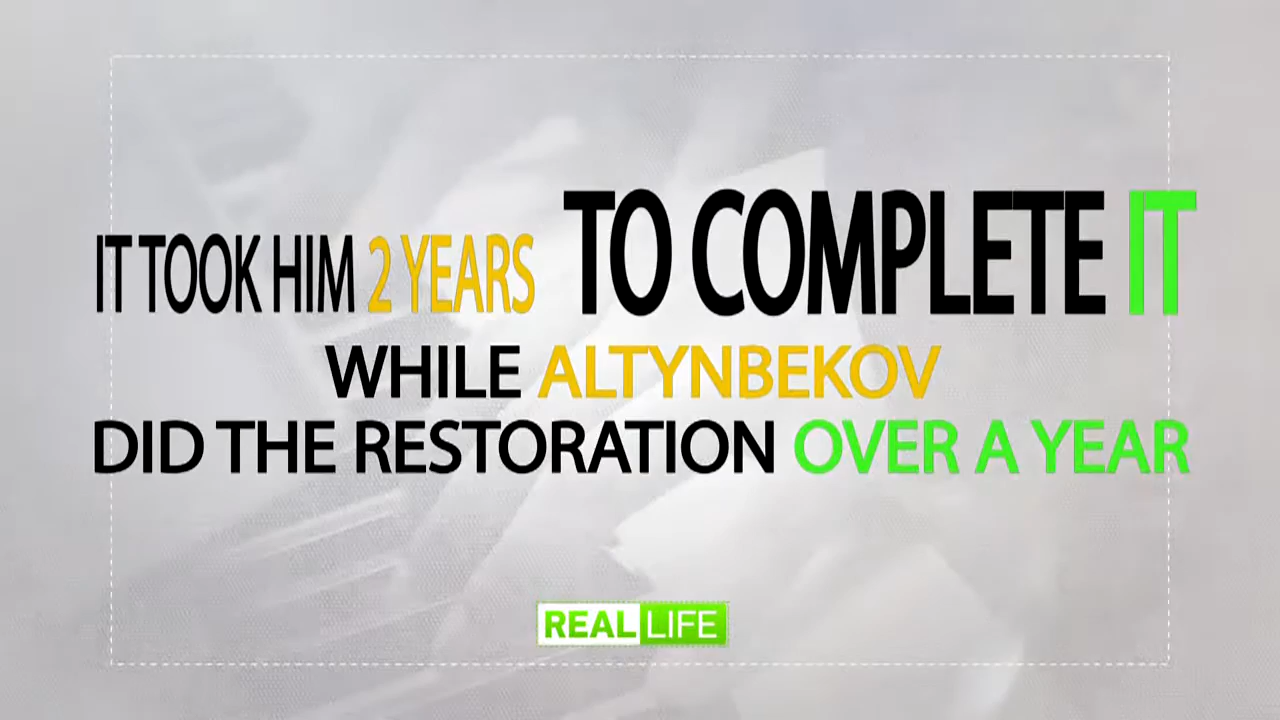 IT TOOK HIM 2 YEARS TO COMPLETE IT
WHILE ALTYNBEKOV
DID THE RESTORATION OVER A YEAR
REAL LIFE